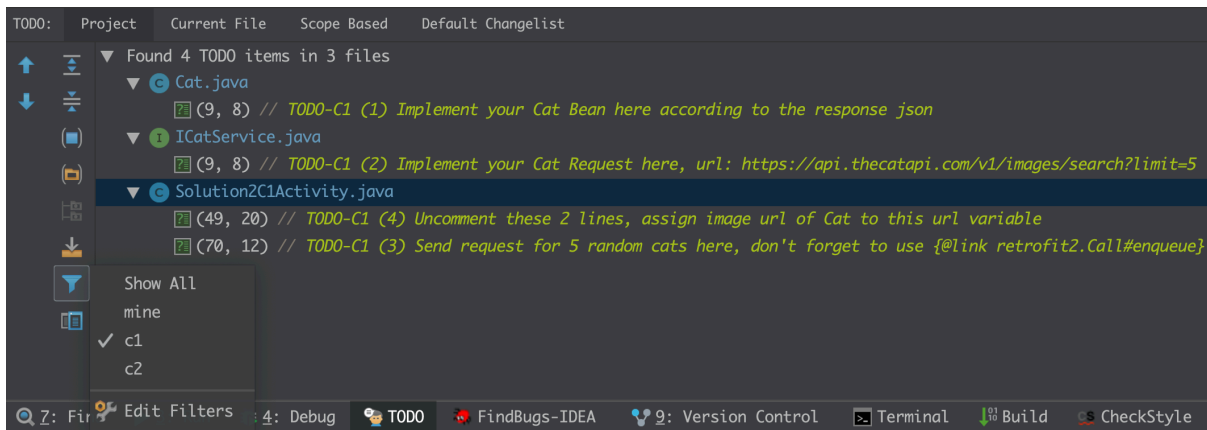 TODO: Project Current File Scope Based Default Changelist
Found 4 TODO items in 3 files
C Cat.java
(9, 8) // TODO-C1 (1) Implement your Cat Bean here according to the response json
I ICatService.java
(9, 8) // TODO-C1 (2) Implement your Cat Request here, url: https://api.thecatapi.com/v1/images/search?limit=5
C Solution2C1Activity.java
(49, 20) // TODO-C1 (4) Uncomment these 2 lines, assign image url of Cat to this url variable
(70, 12) // TODO-C1 (3) Send request for 5 random cats here, don't forget to use {@link retrofit2.Call#enqueue}
Show All
mine
c1
c2
Edit Filters
7: Fi 4: Debug TODO FindBugs-IDEA 9: Version Control Terminal Build CS CheckStyle